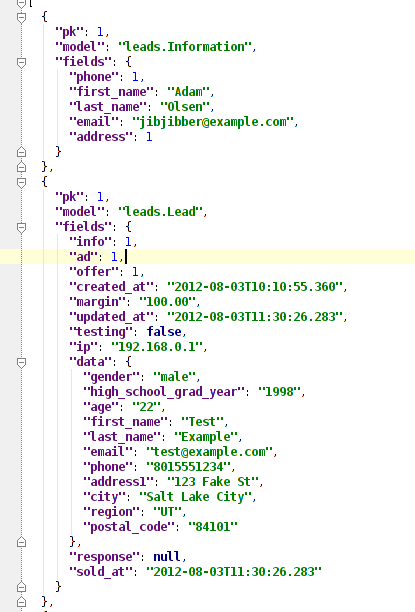 [
{
"pk": 1,
"model": "leads.Information",
"fields": {
"phone": 1,
"first_name": "Adam",
"last_name": "Olsen",
"email": "jibjibber@example.com",
"address": 1
}
},
{
"pk": 1,
"model": "leads.Lead",
"fields": {
"info": 1,
"ad": 1,
"offer": 1,
"created_at": "2012-08-03T10:10:55.360",
"margin": "100.00",
"updated_at": "2012-08-03T11:30:26.283",
"testing": false,
"ip": "192.168.0.1",
"data": {
"gender": "male",
"high_school_grad_year": "1998",
"age": "22",
"first_name": "Test",
"last_name": "Example",
"email": "test@example.com",
"phone": "8015551234",
"address1": "123 Fake St",
"city": "Salt Lake City",
"region": "UT",
"postal_code": "84101"
},
"response": null,
"sold_at": "2012-08-03T11:30:26.283"
}
},